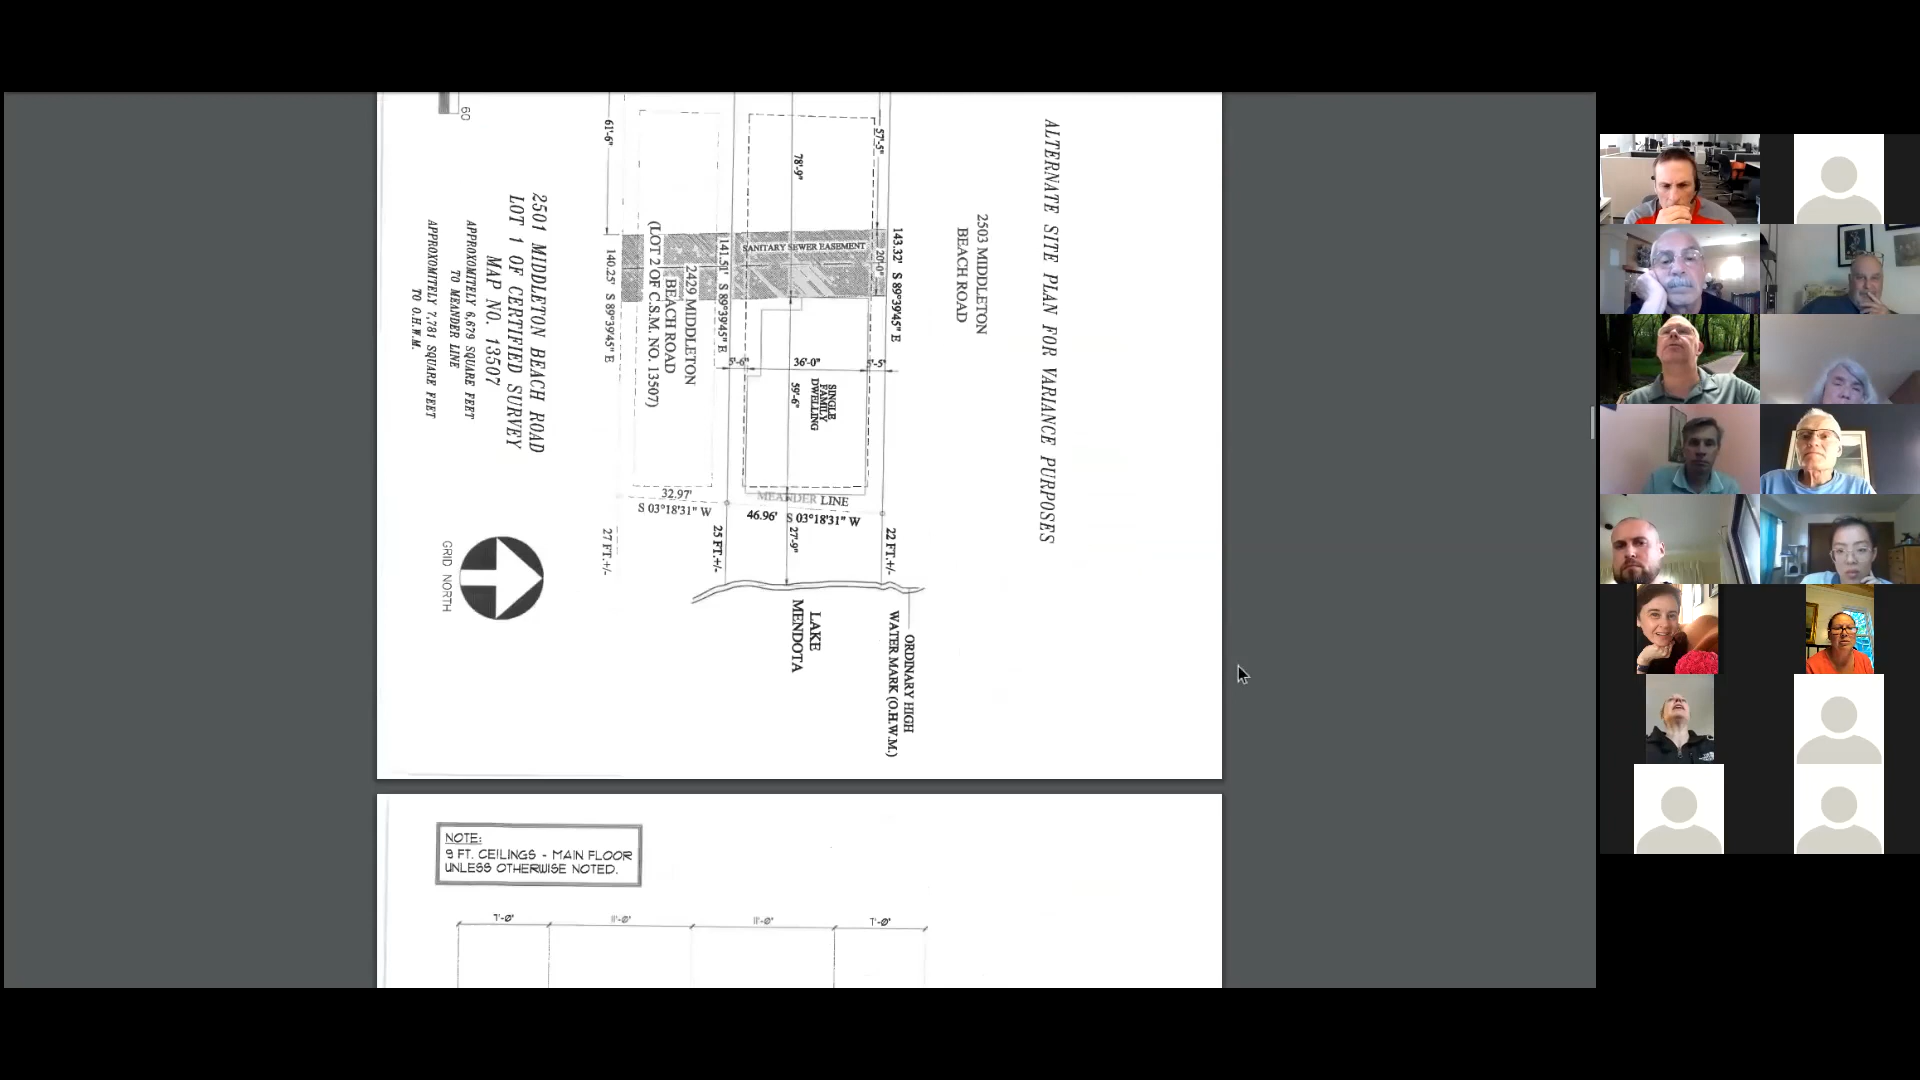 ALTERNATE SITE PLAN FOR VARIANCE PURPOSES
2503 MIDDLETON
BEACH ROAD
57'-5"
143.32' S 89°39'45" E
20'-0"
78'-9"
SANITARY SEWER EASEMENT
61'-6"
60
141.51' S 89°39'45" E
140.25' S 89°39'45" E
2429 MIDDLETON
BEACH ROAD
(LOT 2 OF C.S.M. NO. 13507)
5'-6"
36'-0"
5'-5"
59'-6"
SINGLE
FAMILY
DWELLING
2501 MIDDLETON BEACH ROAD
LOT 1 OF CERTIFIED SURVEY
MAP NO. 13507
APPROXOMITELY 6,679 SQUARE FEET
TO MEANDER LINE
APPROXOMITELY 7,781 SQUARE FEET
TO O.H.W.M.
MEANDER LINE
32.97'
S 03°18'31" W
46.96' S 03°18'31" W
27 FT.+/-
25 FT.+/-
27'-9"
22 FT.+/-
GRID NORTH
LAKE
MENDOTA
ORDINARY HIGH
WATER MARK (O.H.W.M.)
NOTE:
9 FT. CEILINGS - MAIN FLOOR
UNLESS OTHERWISE NOTED.
7'-0"
11'-0"
11'-0"
7'-0"